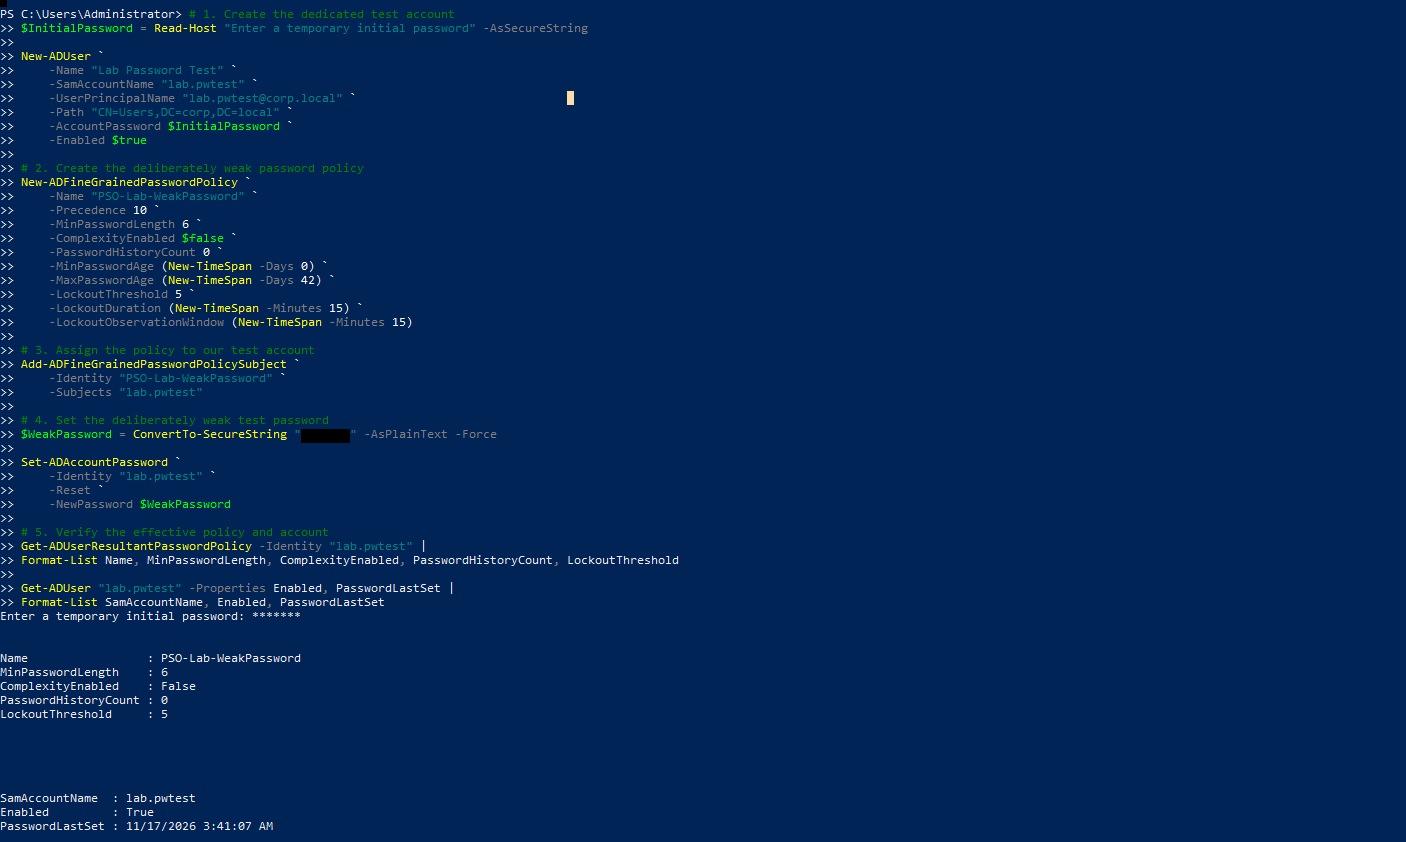 PS C:\Users\Administrator> # 1. Create the dedicated test account
>> $InitialPassword = Read-Host "Enter a temporary initial password" -AsSecureString
>>
>> New-ADUser `
>>     -Name "Lab Password Test" `
>>     -SamAccountName "lab.pwtest" `
>>     -UserPrincipalName "lab.pwtest@corp.local" `
>>     -Path "CN=Users,DC=corp,DC=local" `
>>     -AccountPassword $InitialPassword `
>>     -Enabled $true
>>
>> # 2. Create the deliberately weak password policy
>> New-ADFineGrainedPasswordPolicy `
>>     -Name "PSO-Lab-WeakPassword" `
>>     -Precedence 10 `
>>     -MinPasswordLength 6 `
>>     -ComplexityEnabled $false `
>>     -PasswordHistoryCount 0 `
>>     -MinPasswordAge (New-TimeSpan -Days 0) `
>>     -MaxPasswordAge (New-TimeSpan -Days 42) `
>>     -LockoutThreshold 5 `
>>     -LockoutDuration (New-TimeSpan -Minutes 15) `
>>     -LockoutObservationWindow (New-TimeSpan -Minutes 15)
>>
>> # 3. Assign the policy to our test account
>> Add-ADFineGrainedPasswordPolicySubject `
>>     -Identity "PSO-Lab-WeakPassword" `
>>     -Subjects "lab.pwtest"
>>
>> # 4. Set the deliberately weak test password
>> $WeakPassword = ConvertTo-SecureString "" -AsPlainText -Force
>>
>> Set-ADAccountPassword `
>>     -Identity "lab.pwtest" `
>>     -Reset `
>>     -NewPassword $WeakPassword
>>
>> # 5. Verify the effective policy and account
>> Get-ADUserResultantPasswordPolicy -Identity "lab.pwtest" |
>> Format-List Name, MinPasswordLength, ComplexityEnabled, PasswordHistoryCount, LockoutThreshold
>>
>> Get-ADUser "lab.pwtest" -Properties Enabled, PasswordLastSet |
>> Format-List SamAccountName, Enabled, PasswordLastSet
Enter a temporary initial password: *******
Name                 : PSO-Lab-WeakPassword
MinPasswordLength    : 6
ComplexityEnabled    : False
PasswordHistoryCount : 0
LockoutThreshold     : 5
SamAccountName  : lab.pwtest
Enabled         : True
PasswordLastSet : 11/17/2026 3:41:07 AM